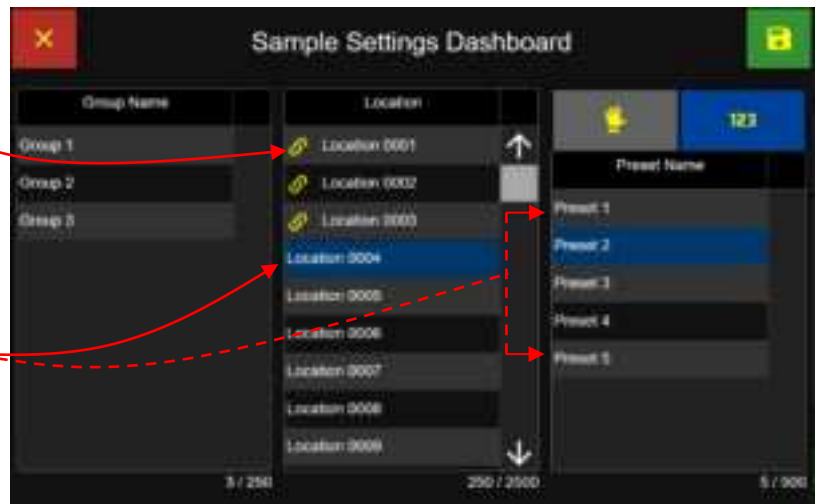 Sample Settings Dashboard
Group Name
Group 1
Group 2
Group 3
3 / 250
Location
Location 0001
Location 0002
Location 0003
Location 0004
Location 0005
Location 0006
Location 0007
Location 0008
Location 0009
250 / 2500
123
Preset Name
Preset 1
Preset 2
Preset 3
Preset 4
Preset 5